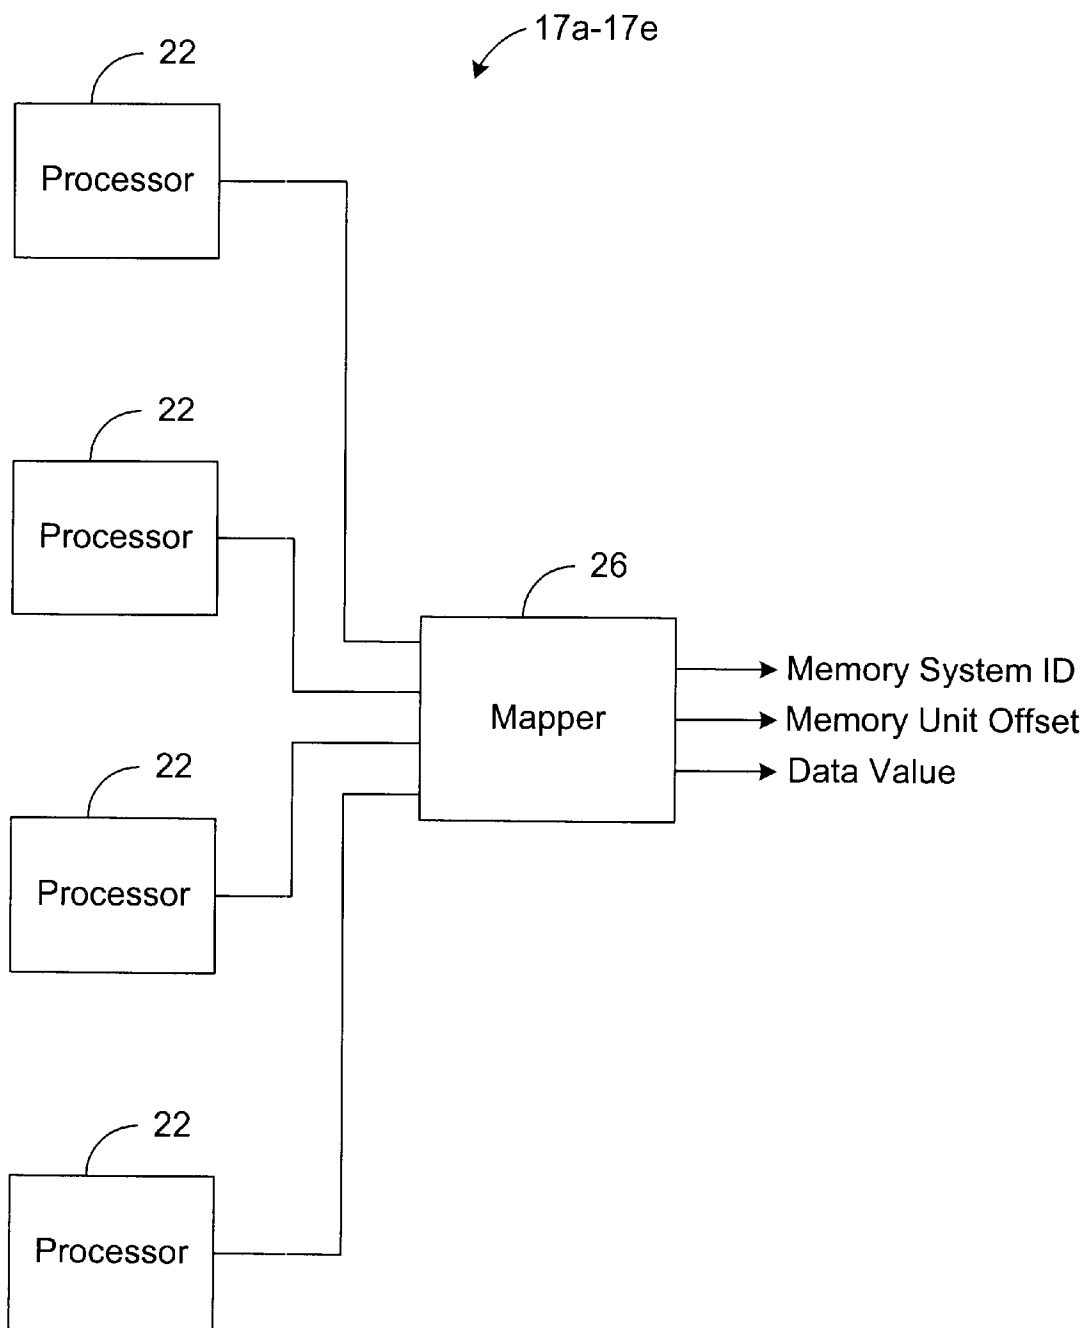 17a-17e
22
Processor
22
Processor
26
Mapper
Memory System ID
Memory Unit Offset
Data Value
22
Processor
22
Processor